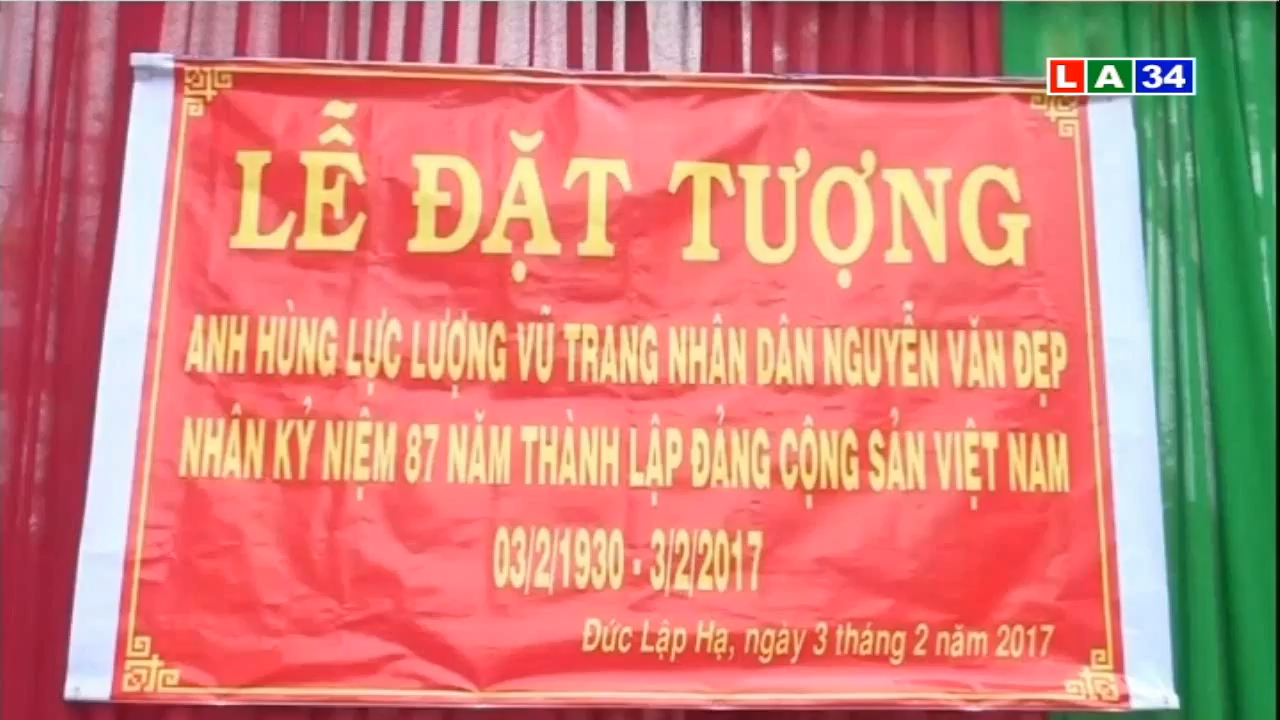 LA34
LỄ ĐẶT TƯỢNG
ANH HÙNG LỰC LƯỢNG VŨ TRANG NHÂN DÂN NGUYỄN VĂN ĐẸP
NHÂN KỶ NIỆM 87 NĂM THÀNH LẬP ĐẢNG CỘNG SẢN VIỆT NAM
03/2/1930 - 3/2/2017
Đức Lập Hạ, ngày 3 tháng 2 năm 2017